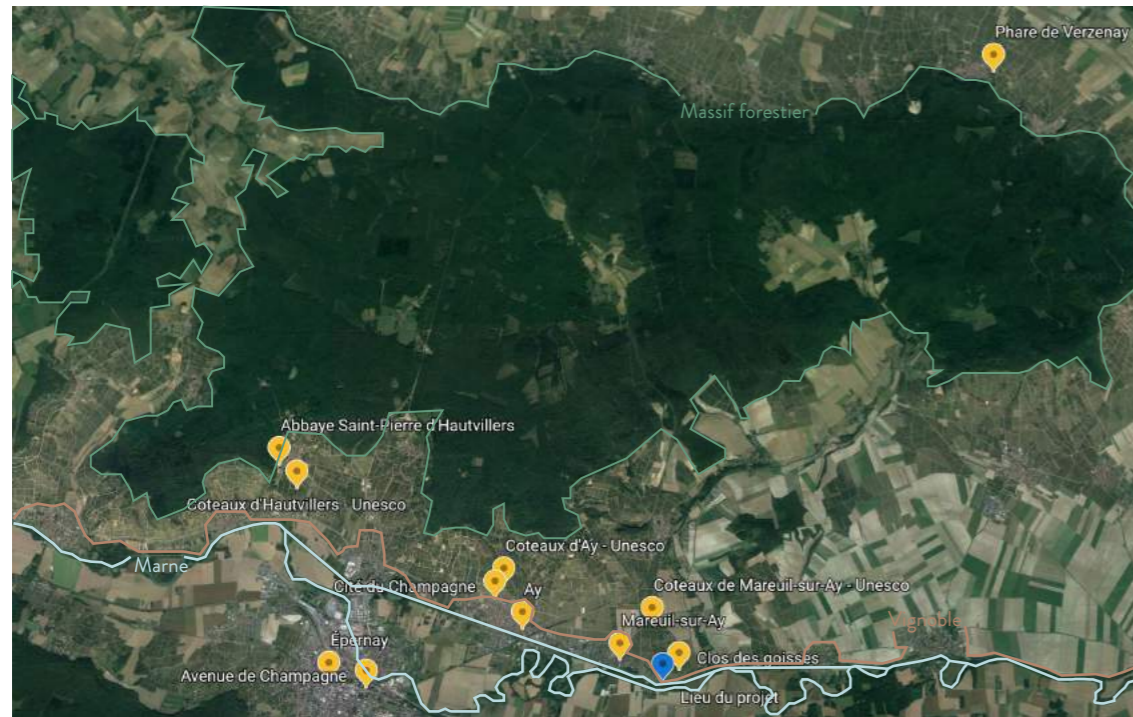 Phare de Verzenay
Massif forestier
Abbaye Saint-Pierre d'Hautvillers
Coteaux d'Hautvillers - Unesco
Marne
Coteaux d'Ay - Unesco
Cité du Champagne
Ay
Coteaux de Mareuil-sur-Ay - Unesco
Mareuil-sur-Ay
Vignoble
Épernay
Clos des goisses
Avenue de Champagne
Lieu du projet